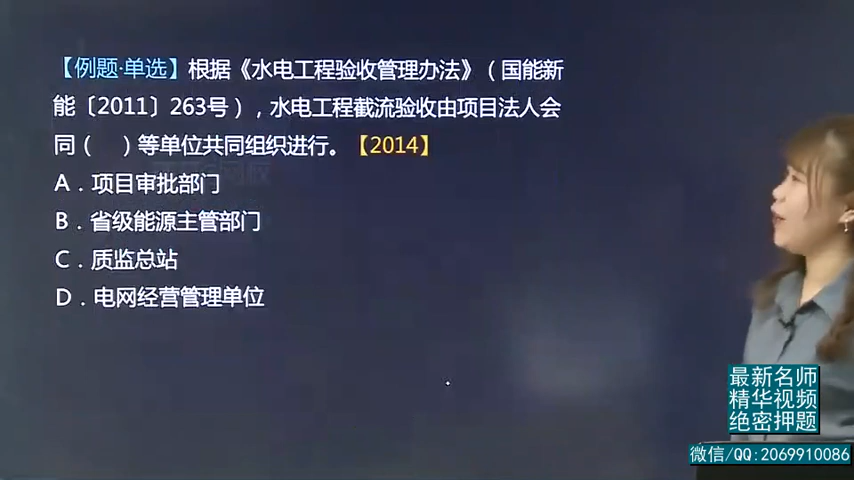 【例题·单选】根据《水电工程验收管理办法》（国能新
能〔2011〕263号），水电工程截流验收由项目法人会
同（　）等单位共同组织进行。【2014】
A．项目审批部门
B．省级能源主管部门
C．质监总站
D．电网经营管理单位
最新名师
精华视频
绝密押题
微信/QQ:2069910086